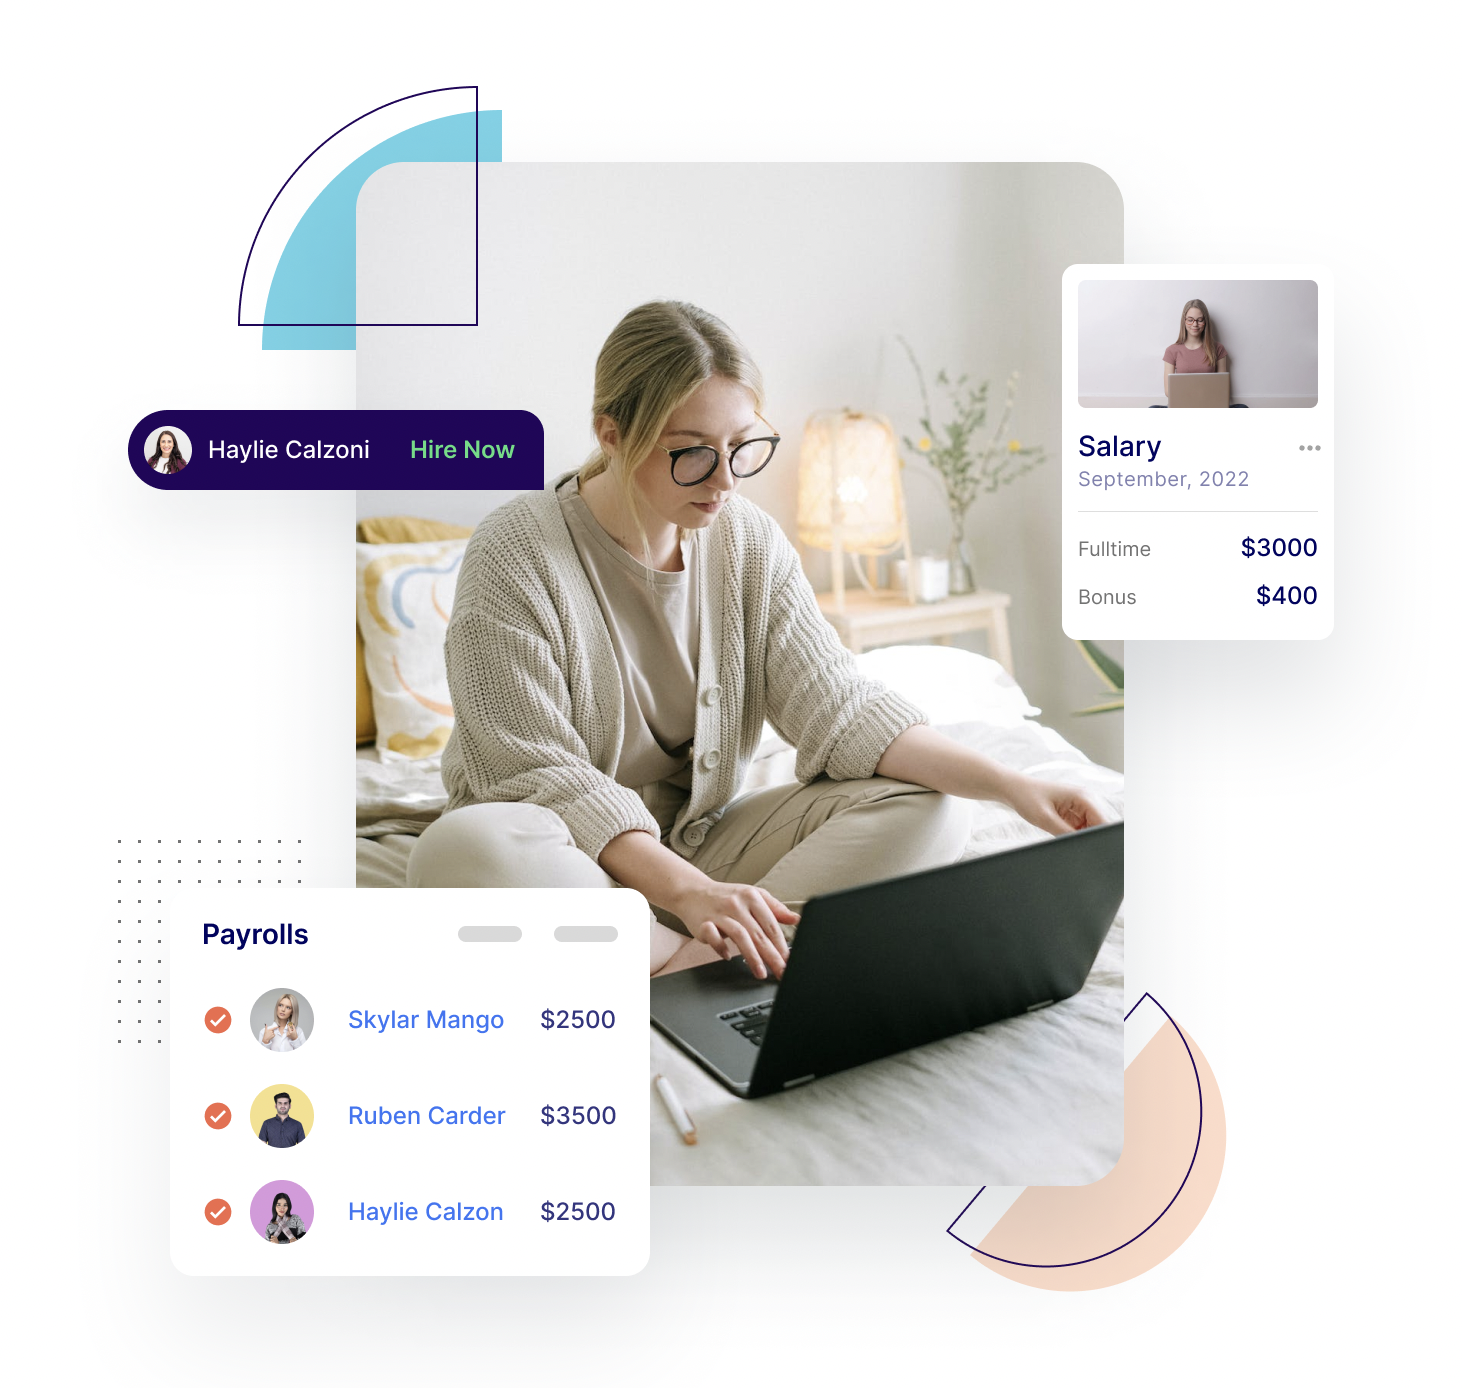 Haylie Calzoni Hire Now
Salary
September, 2022
Fulltime $3000
Bonus $400
Payrolls
Skylar Mango $2500
Ruben Carder $3500
Haylie Calzon $2500